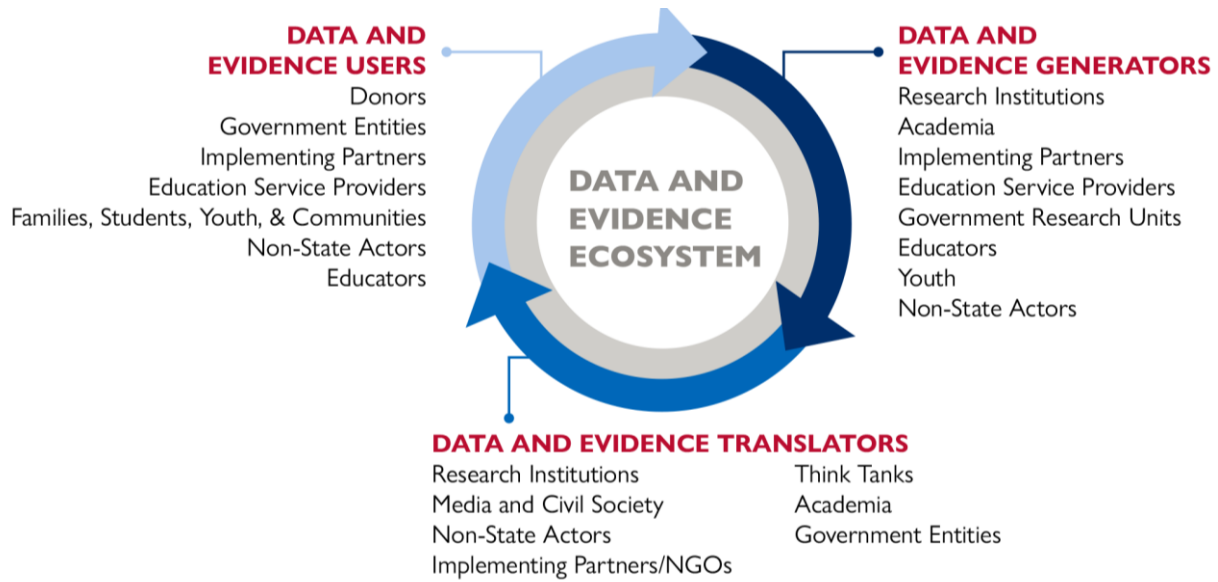 DATA AND
EVIDENCE USERS
Donors
Government Entities
Implementing Partners
Education Service Providers
Families, Students, Youth, & Communities
Non-State Actors
Educators
DATA AND
EVIDENCE ECOSYSTEM
DATA AND
EVIDENCE GENERATORS
Research Institutions
Academia
Implementing Partners
Education Service Providers
Government Research Units
Educators
Youth
Non-State Actors
DATA AND EVIDENCE TRANSLATORS
Research Institutions
Media and Civil Society
Non-State Actors
Implementing Partners/NGOs
Think Tanks
Academia
Government Entities